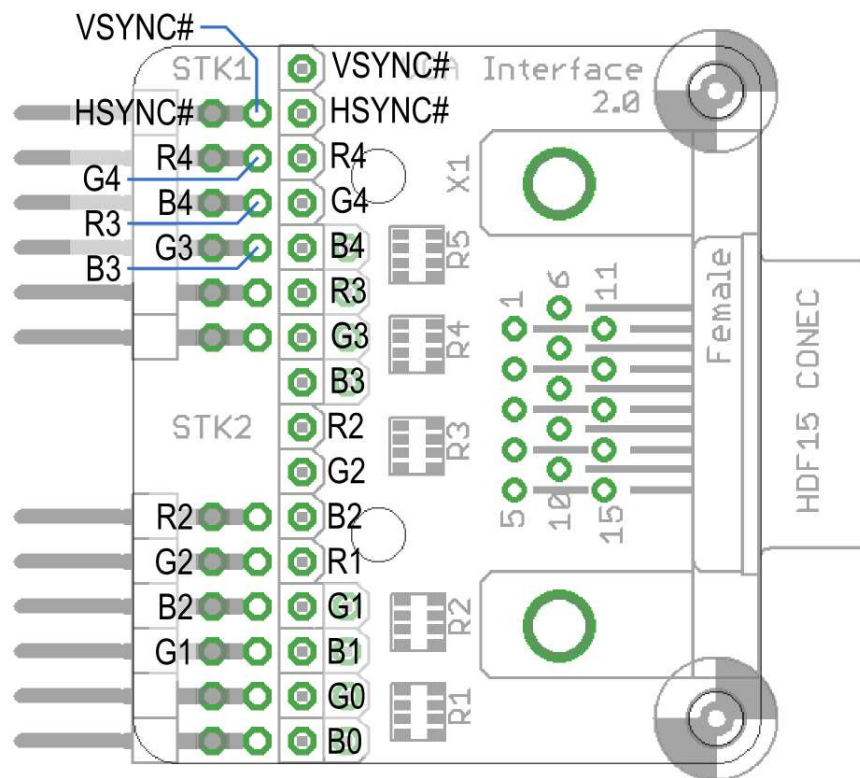 VSYNC#
STK1
VSYNC#
Interface
HSYNC#
HSYNC#
2.0
R4
R4
G4
X1
B4
G4
R3
G3
B4
R5
B3
R3
1
6
11
Female
G3
R4
B3
STK2
R2
R3
HDF15 CONEC
G2
5
10
15
R2
B2
G2
R1
B2
G1
R2
G1
B1
G0
R1
B0